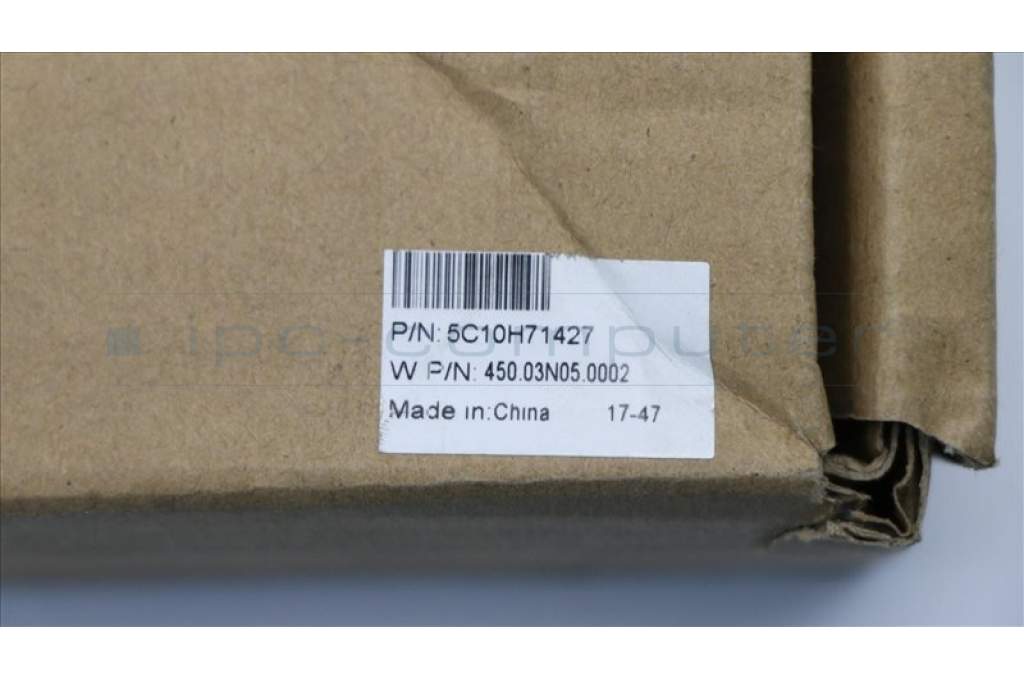 P/N: 5C10H71427
ipc-computer
W P/N: 450.03N05.0002
Made in:China 17-47